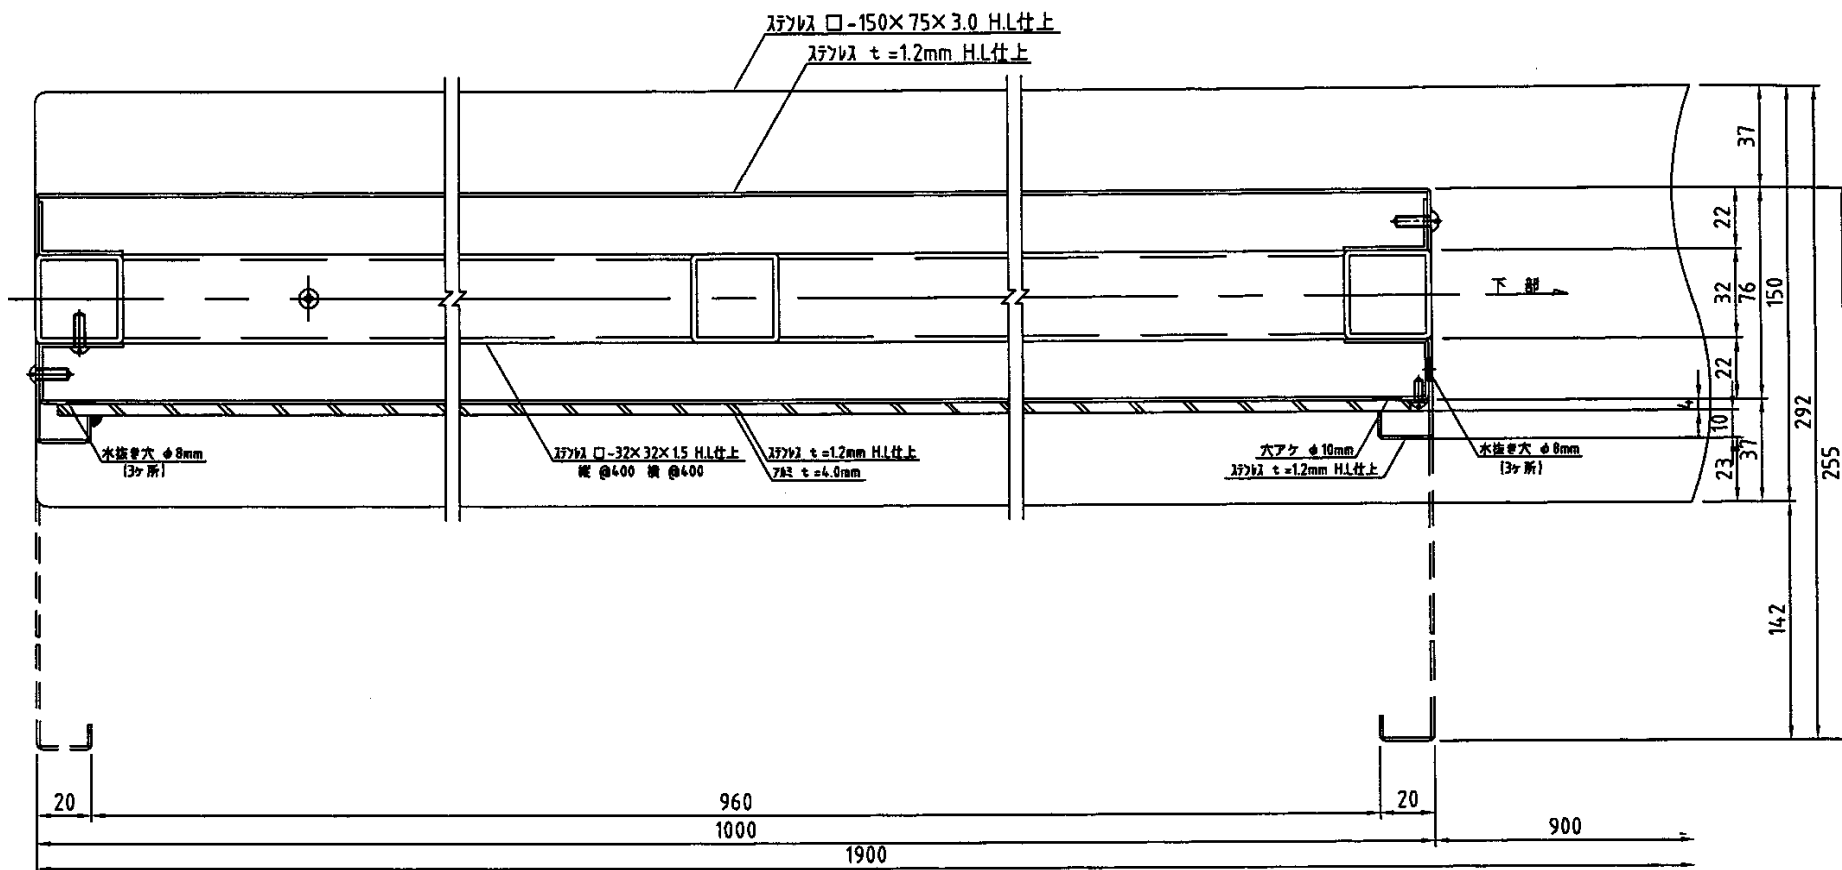 ステンレス □-150×75×3.0 H.L仕上
ステンレス t=1.2mm H.L仕上
37
22
32
76
150
下部
22
4
10
37
23
292
255
142
水抜き穴 φ8mm
(3ヶ所)
ステンレス □-32×32×1.5 H.L仕上
縦 @400 横 @400
ステンレス t=1.2mm H.L仕上
アルミ t=4.0mm
穴アケ φ10mm
ステンレス t=1.2mm H.L仕上
水抜き穴 φ8mm
(3ヶ所)
20
960
20
1000
900
1900